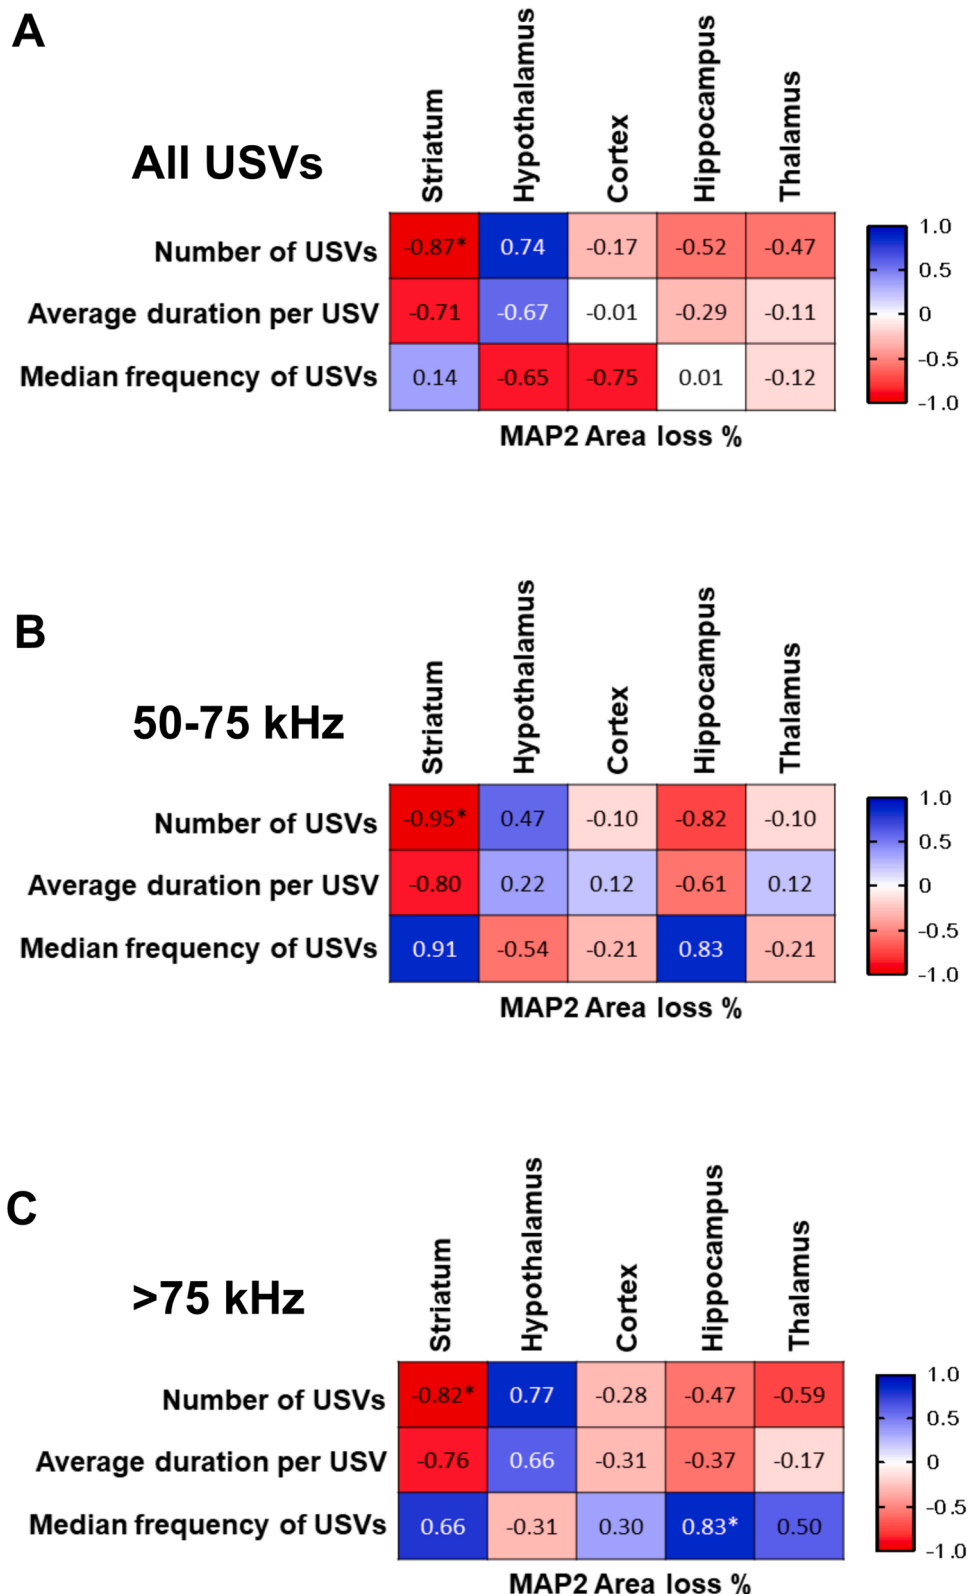 A
All USVs
Striatum
Hypothalamus
Cortex
Hippocampus
Thalamus
Number of USVs -0.87* 0.74 -0.17 -0.52 -0.47
Average duration per USV -0.71 -0.67 -0.01 -0.29 -0.11
Median frequency of USVs 0.14 -0.65 -0.75 0.01 -0.12
MAP2 Area loss %
1.0
0.5
0
-0.5
-1.0
B
50-75 kHz
Striatum
Hypothalamus
Cortex
Hippocampus
Thalamus
Number of USVs -0.95* 0.47 -0.10 -0.82 -0.10
Average duration per USV -0.80 0.22 0.12 -0.61 0.12
Median frequency of USVs 0.91 -0.54 -0.21 0.83 -0.21
MAP2 Area loss %
1.0
0.5
0
-0.5
-1.0
C
>75 kHz
Striatum
Hypothalamus
Cortex
Hippocampus
Thalamus
Number of USVs -0.82* 0.77 -0.28 -0.47 -0.59
Average duration per USV -0.76 0.66 -0.31 -0.37 -0.17
Median frequency of USVs 0.66 -0.31 0.30 0.83* 0.50
MAP2 Area loss %
1.0
0.5
0
-0.5
-1.0